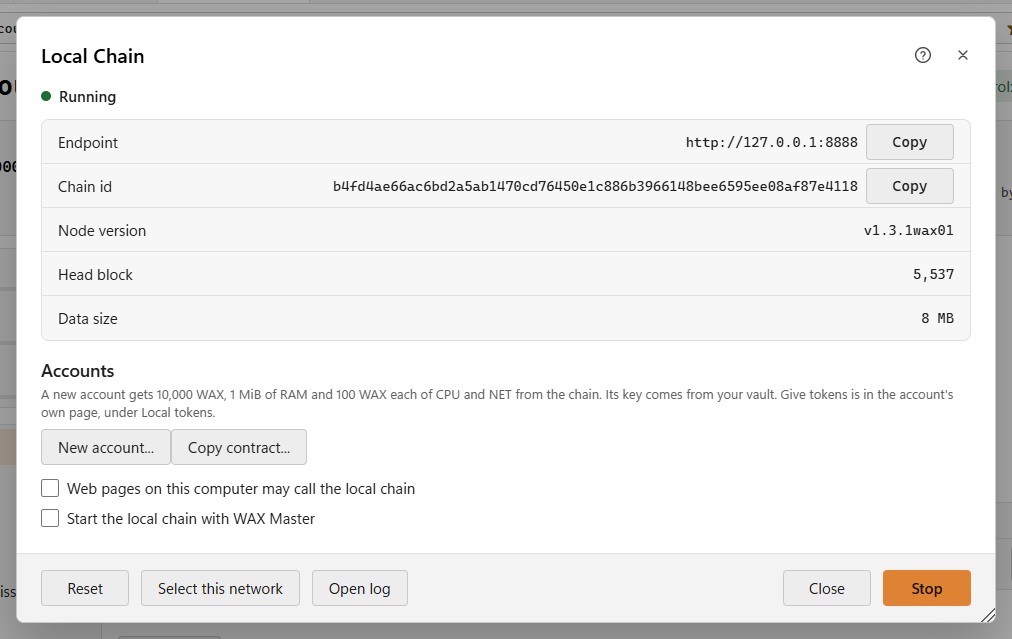 Local Chain
Running
Endpoint
http://127.0.0.1:8888
Copy
Chain id
b4fd4ae66ac6bd2a5ab1470cd76450e1c886b3966148bee6595ee08af87e4118
Copy
Node version
v1.3.1wax01
Head block
5,537
Data size
8 MB
Accounts
A new account gets 10,000 WAX, 1 MiB of RAM and 100 WAX each of CPU and NET from the chain. Its key comes from your vault. Give tokens is in the account's
own page, under Local tokens.
New account...
Copy contract...
Web pages on this computer may call the local chain
Start the local chain with WAX Master
Reset
Select this network
Open log
Close
Stop